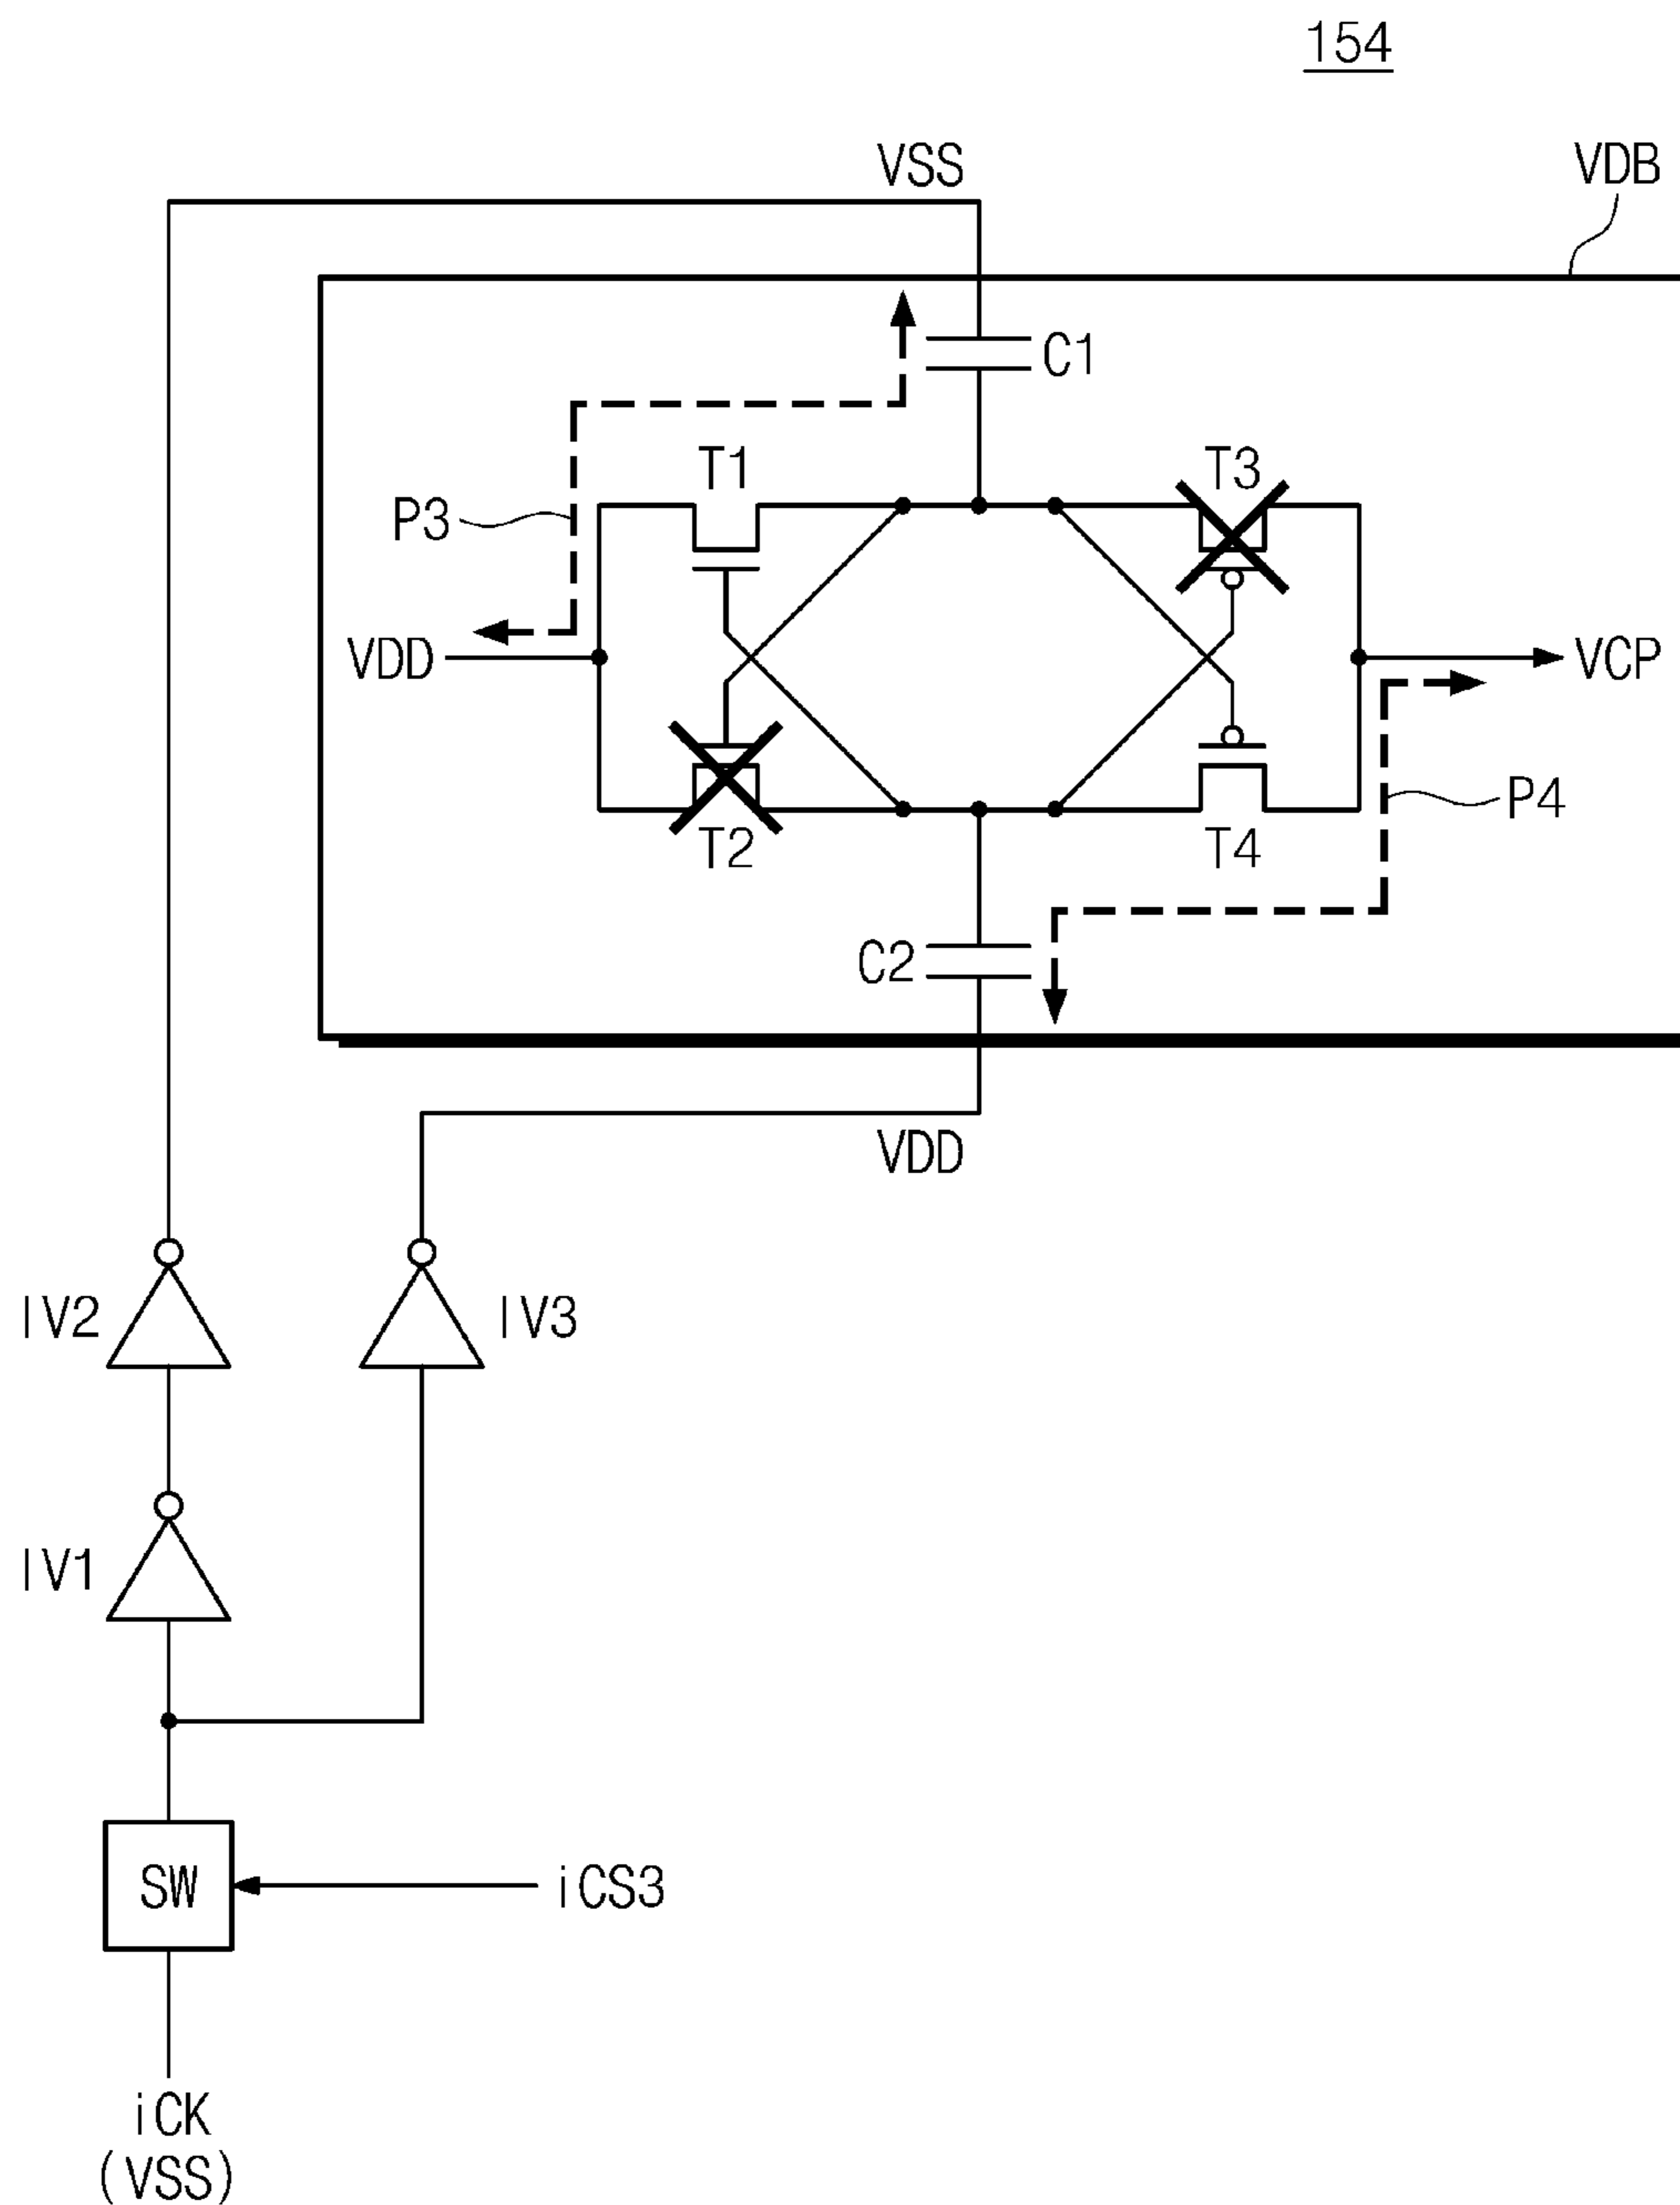 154
VSS
VDB
C1
T1
T3
P3
VDD
VCP
P4
T2
T4
C2
VDD
IV2
IV3
IV1
SW
iCS3
iCK
(VSS)